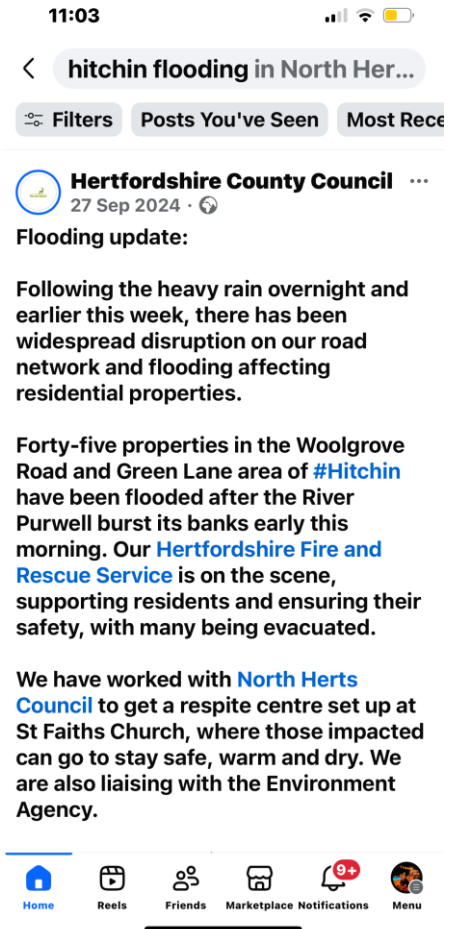 11:03
hitchin flooding in North Her...
Filters
Posts You've Seen
Most Rece
Hertfordshire County Council
27 Sep 2024 ·
Flooding update:
Following the heavy rain overnight and
earlier this week, there has been
widespread disruption on our road
network and flooding affecting
residential properties.
Forty-five properties in the Woolgrove
Road and Green Lane area of #Hitchin
have been flooded after the River
Purwell burst its banks early this
morning. Our Hertfordshire Fire and
Rescue Service is on the scene,
supporting residents and ensuring their
safety, with many being evacuated.
We have worked with North Herts
Council to get a respite centre set up at
St Faiths Church, where those impacted
can go to stay safe, warm and dry. We
are also liaising with the Environment
Agency.
9+
Home
Reels
Friends
Marketplace
Notifications
Menu